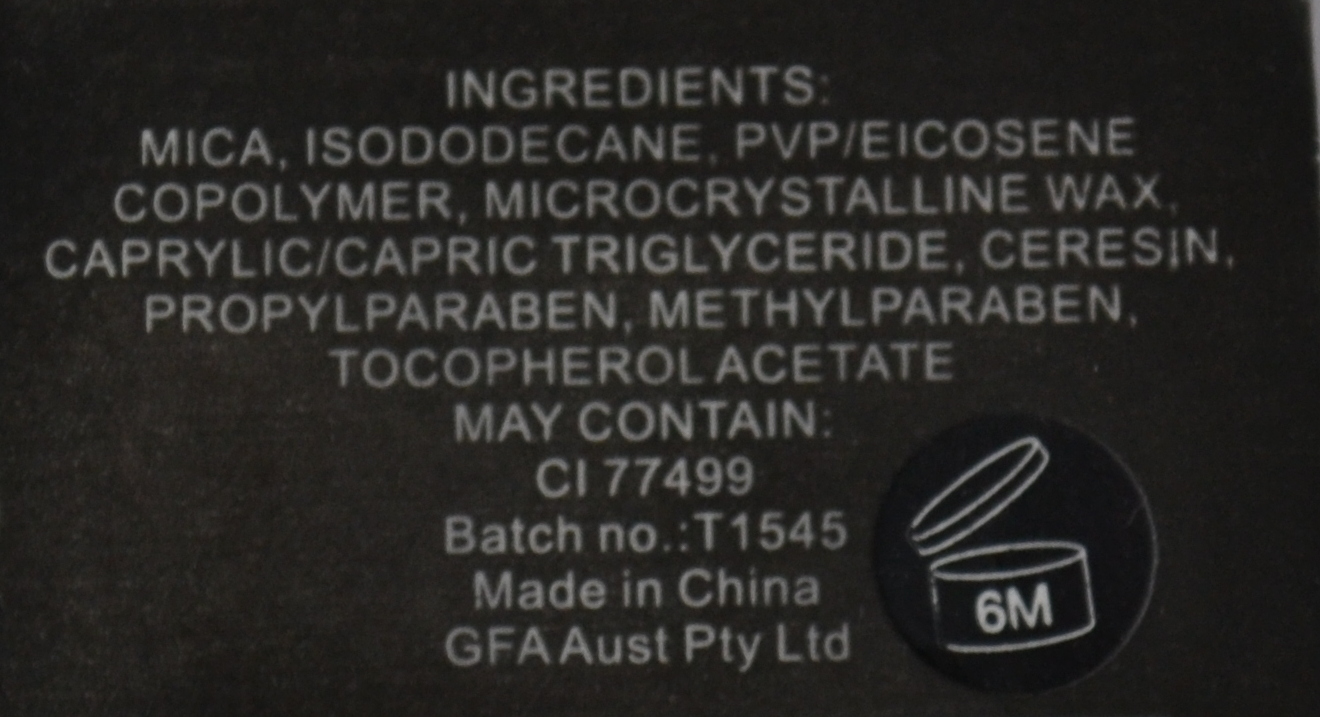 INGREDIENTS:
MICA, ISODODECANE, PVP/EICOSENE
COPOLYMER, MICROCRYSTALLINE WAX,
CAPRYLIC/CAPRIC TRIGLYCERIDE, CERESIN,
PROPYLPARABEN, METHYLPARABEN,
TOCOPHEROL ACETATE
MAY CONTAIN:
CI 77499
Batch no.:T1545
Made in China
GFA Aust Pty Ltd
6M